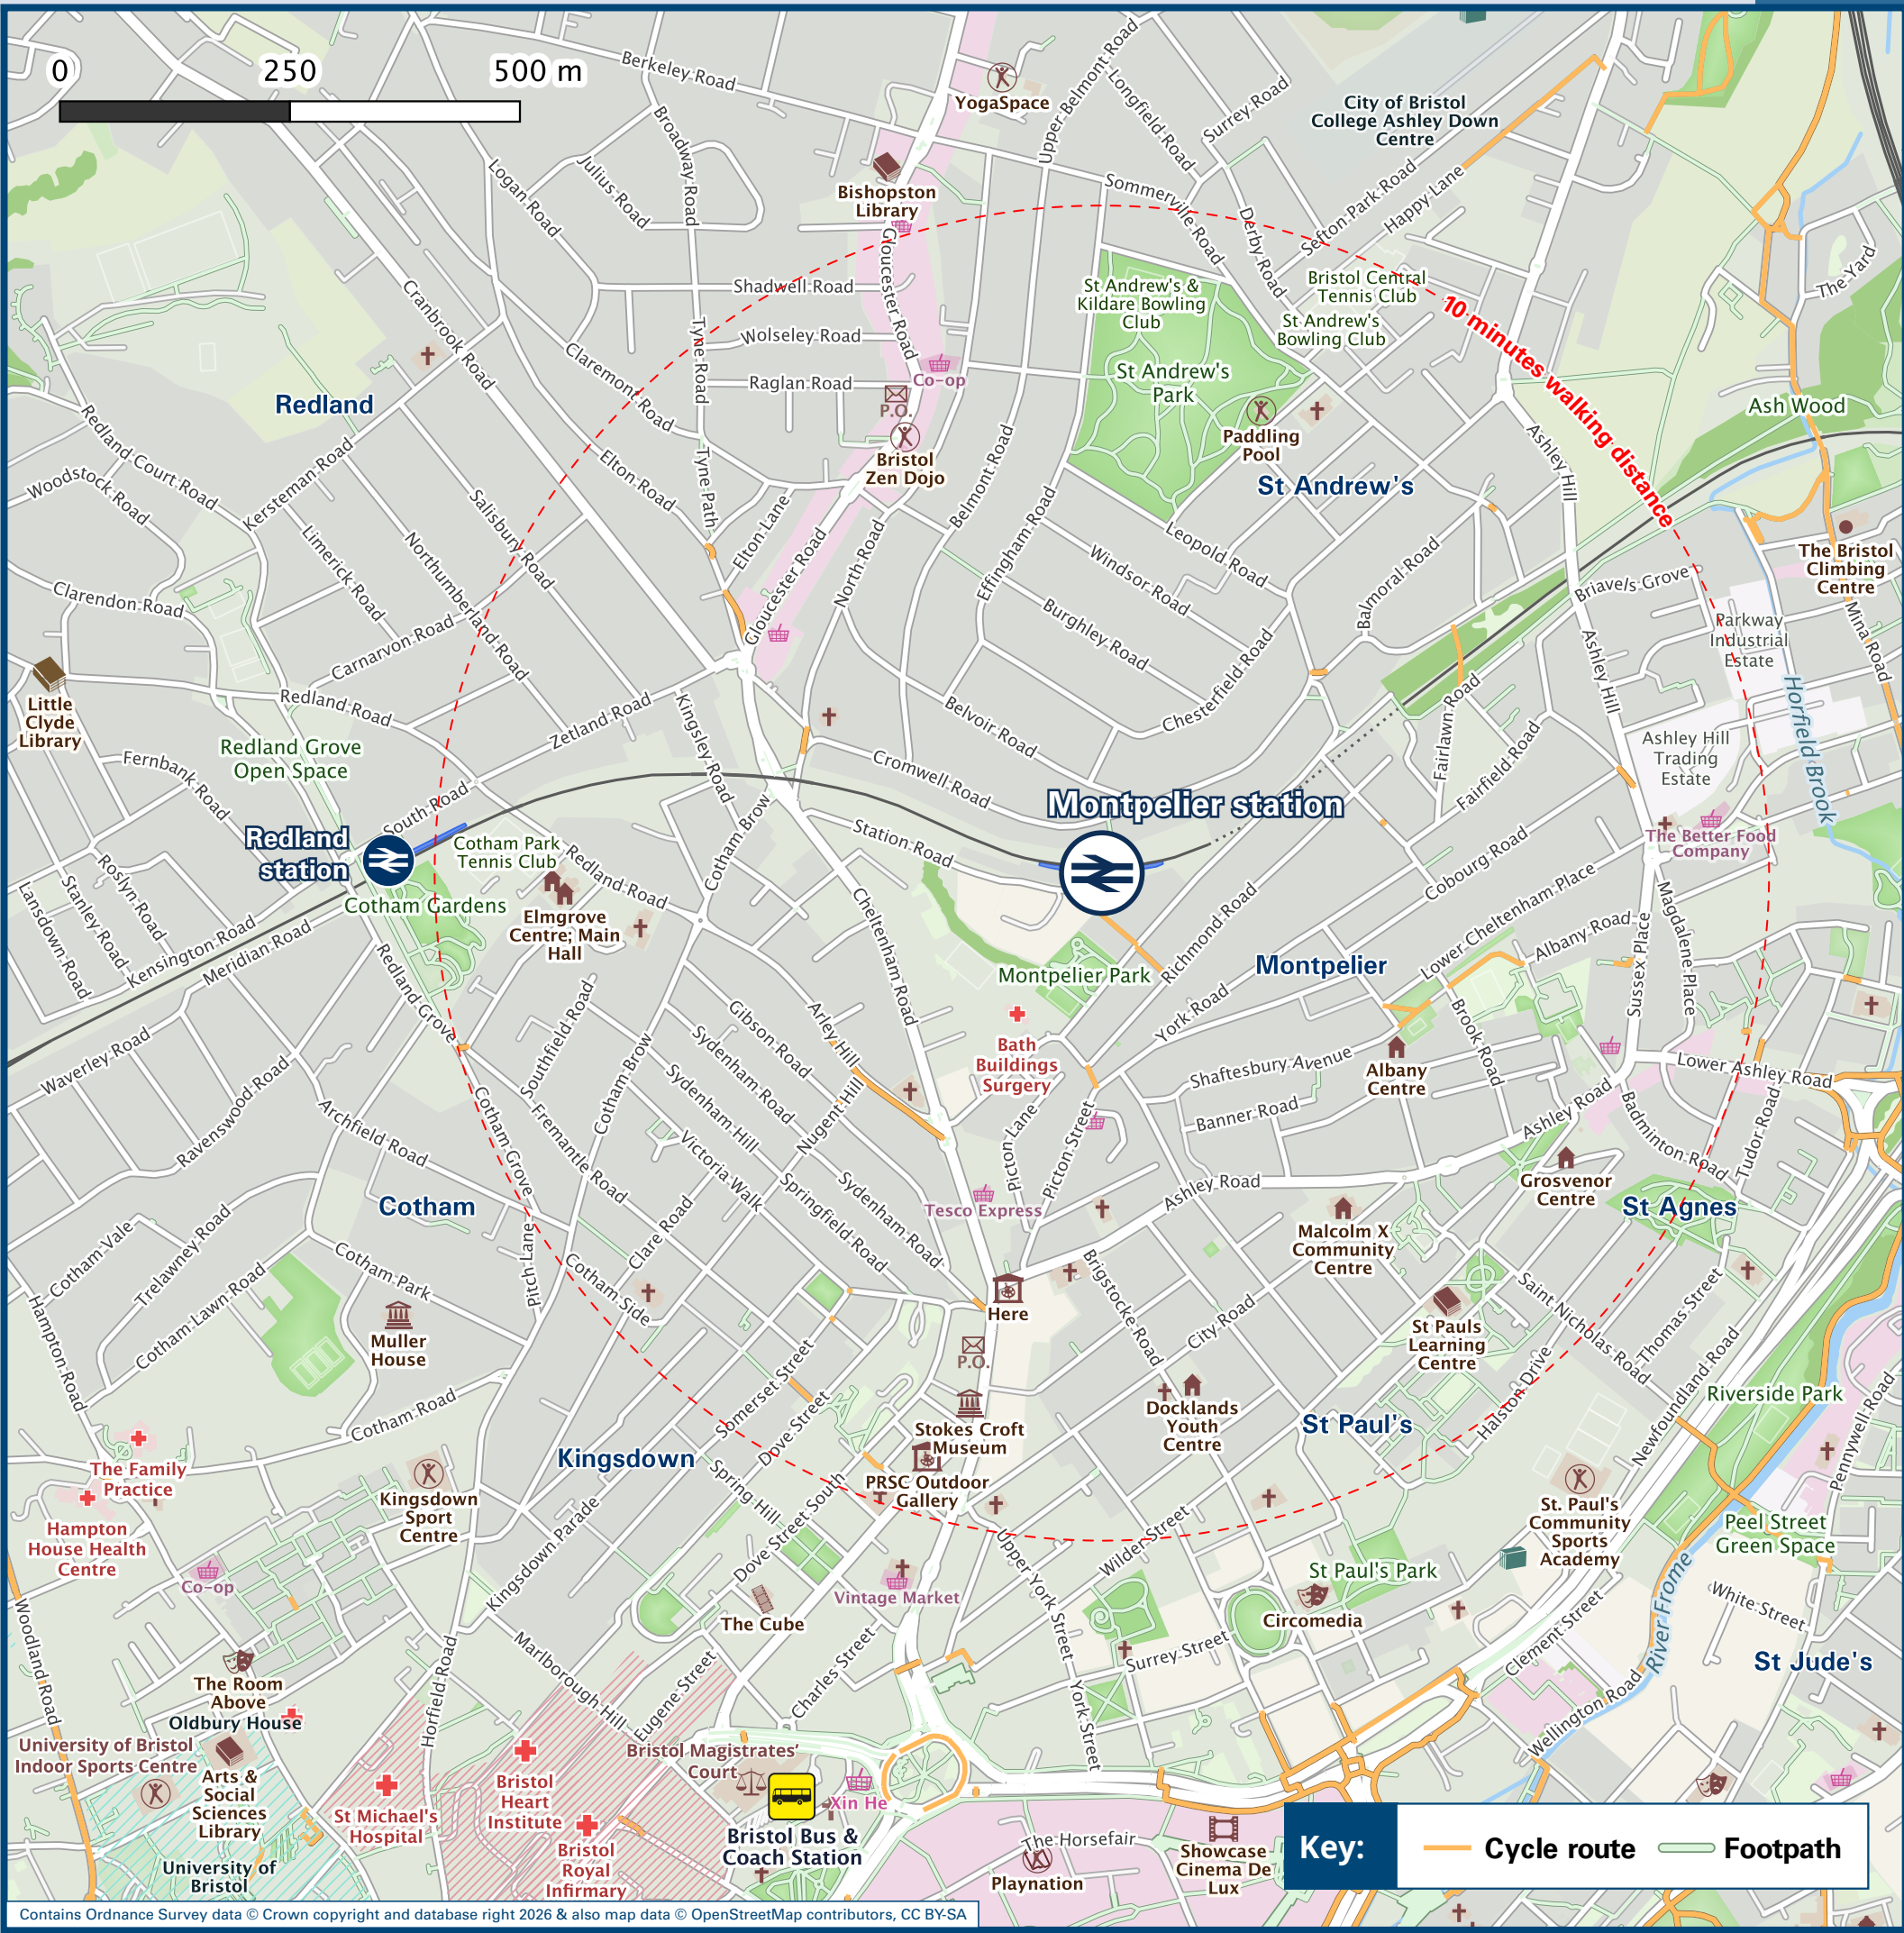 0 250 500 m
Berkeley Road
YogaSpace
Upper Belmont Road
Longfield Road
Surrey Road
City of Bristol
College Ashley Down
Centre
Broadway Road
Logan Road
Julius Road
Bishopston
Library
Sommerville Road
Derby Road
Sefton Park Road
Happy Lane
The Yard
Cranbrook Road
Shadwell Road
Gloucester Road
St Andrew's &
Kildare Bowling
Club
Bristol Central
Tennis Club
St Andrew's
Bowling Club
10 minutes walking distance
Wolseley Road
Tyne Road
Claremont Road
Raglan Road
Co-op
P.O.
St Andrew's
Park
Redland
Ash Wood
Redland Court Road
Woodstock Road
Kersteman Road
Elton Road
Tyne Path
Bristol
Zen Dojo
Paddling
Pool
St Andrew's
Ashley Hill
Belmont Road
Salisbury Road
Limerick Road
Northumberland Road
Elton Lane
Gloucester Road
North Road
Effingham Road
Leopold Road
Windsor Road
Balmoral Road
Briavels Grove
The Bristol
Climbing
Centre
Mina Road
Clarendon Road
Carnarvon Road
Burghley Road
Chesterfield Road
Parkway
Industrial
Estate
Ashley Hill
Horfield Brook
Little
Clyde
Library
Redland Road
Zetland Road
Kingsley Road
Belvoir Road
Fairlawn Road
Fairfield Road
Ashley Hill
Trading
Estate
Redland Grove
Open Space
Fernbank Road
Cromwell Road
Montpelier station
South Road
Redland
station
Cotham Park
Tennis Club
Cotham Brow
Station Road
The Better Food
Company
Redland Road
Cobourg Road
Lansdown Road
Stanley Road
Roslyn Road
Cotham Gardens
Elmgrove
Centre; Main
Hall
Cheltenham Road
Richmond Road
Lower Cheltenham Place
Albany Road
Magdalene Place
Sussex Place
Kensington Road
Meridian Road
Redland Grove
Montpelier Park
Montpelier
Southfield Road
Gibson Road
Arley Hill
York Road
Brook Road
Waverley Road
Cotham Brow
Sydenham Road
Bath
Buildings
Surgery
Shaftesbury Avenue
Albany
Centre
Lower Ashley Road
Ravenswood Road
Archfield Road
Cotham Grove
Fremantle Road
Sydenham Hill
Nugent Hill
Picton Lane
Picton Street
Banner Road
Ashley Road
Badminton Road
Tudor Road
Victoria Walk
Springfield Road
Sydenham Road
Ashley Road
Grosvenor
Centre
Cotham
Tesco Express
St Agnes
Cotham Vale
Trelawney Road
Pitch Lane
Clare Road
Malcolm X
Community
Centre
Cotham Park
Cotham Side
Cotham Lawn Road
Hampton Road
Here
Brigstocke Road
City Road
Saint Nicholas Road
Thomas Street
Muller
House
P.O.
St Pauls
Learning
Centre
Newfoundland Road
Halston Drive
Cotham Road
Somerset Street
Dove Street
Docklands
Youth
Centre
Riverside Park
Pennywell Road
Stokes Croft
Museum
St Paul's
Kingsdown
The Family
Practice
Spring Hill
PRSC Outdoor
Gallery
Kingsdown
Sport
Centre
Dove Street South
Hampton
House Health
Centre
Kingsdown Parade
Upper York Street
Wilder Street
St. Paul's
Community
Sports
Academy
Peel Street
Green Space
River Frome
Co-op
Vintage Market
St Paul's Park
Woodland Road
The Cube
Circomedia
White Street
Horfield Road
Marlborough Hill
Eugene Street
Charles Street
Surrey Street
Clement Street
Wellington Road
St Jude's
The Room
Above
Oldbury House
York Street
University of Bristol
Indoor Sports Centre
Bristol Magistrates'
Court
Arts &
Social
Sciences
Library
St Michael's
Hospital
Bristol
Heart
Institute
Xin He
Bristol Bus &
Coach Station
The Horsefair
Showcase
Cinema De
Lux
University of
Bristol
Bristol
Royal
Infirmary
Playnation
Key: Cycle route Footpath
Contains Ordnance Survey data © Crown copyright and database right 2026 & also map data © OpenStreetMap contributors, CC BY-SA